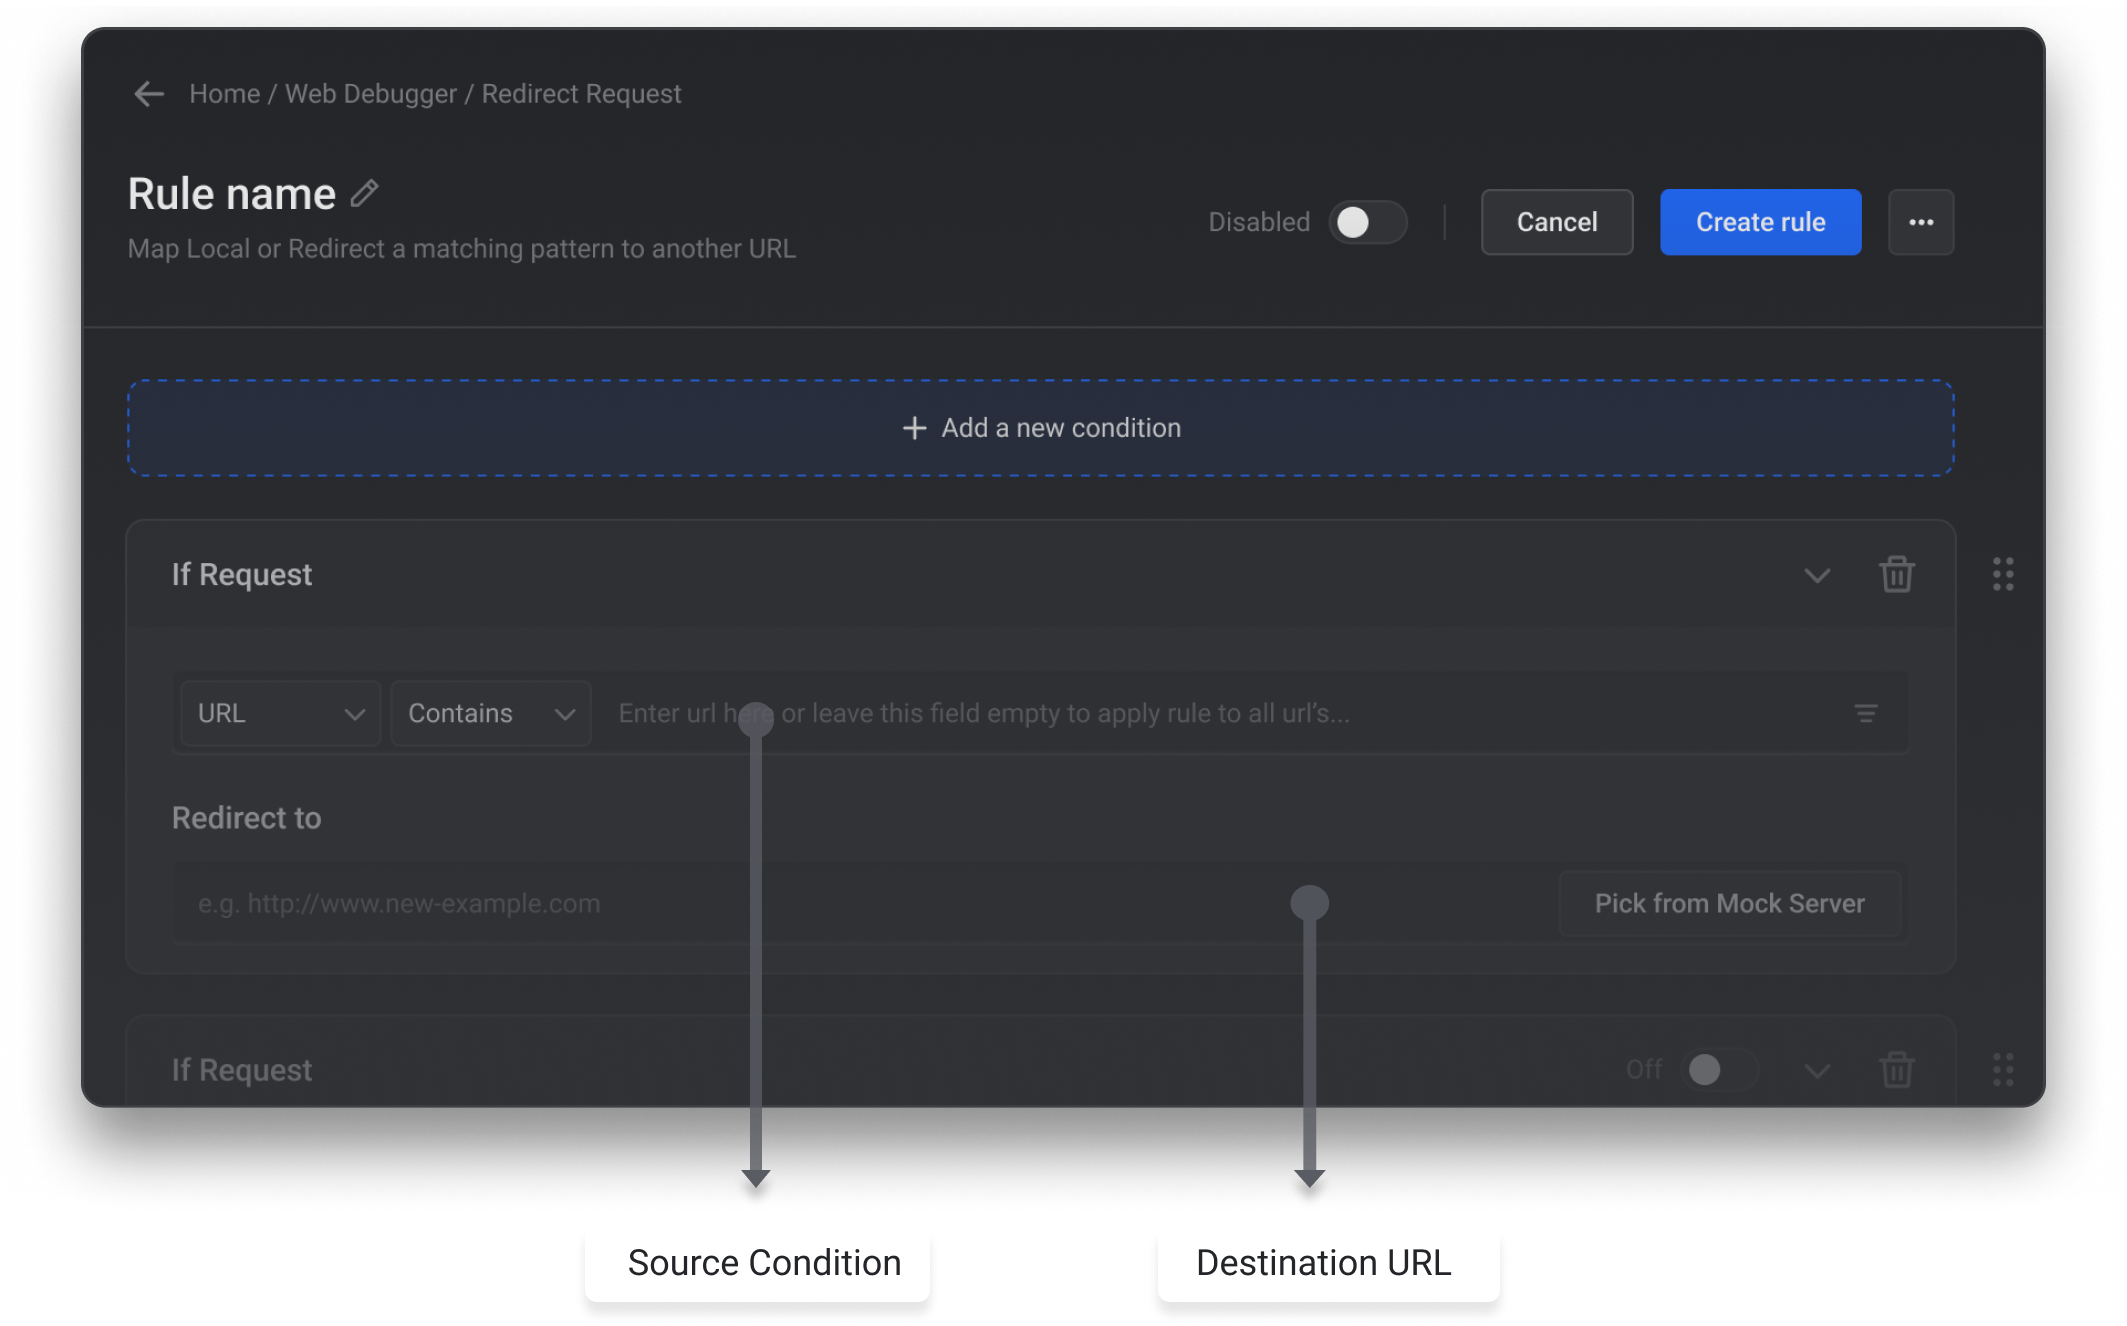 Home / Web Debugger / Redirect Request
Rule name
Map Local or Redirect a matching pattern to another URL
Disabled
Cancel
Create rule
Add a new condition
If Request
URL
Contains
Enter url here or leave this field empty to apply rule to all url’s...
Redirect to
e.g. http://www.new-example.com
Pick from Mock Server
If Request
Off
Source Condition
Destination URL